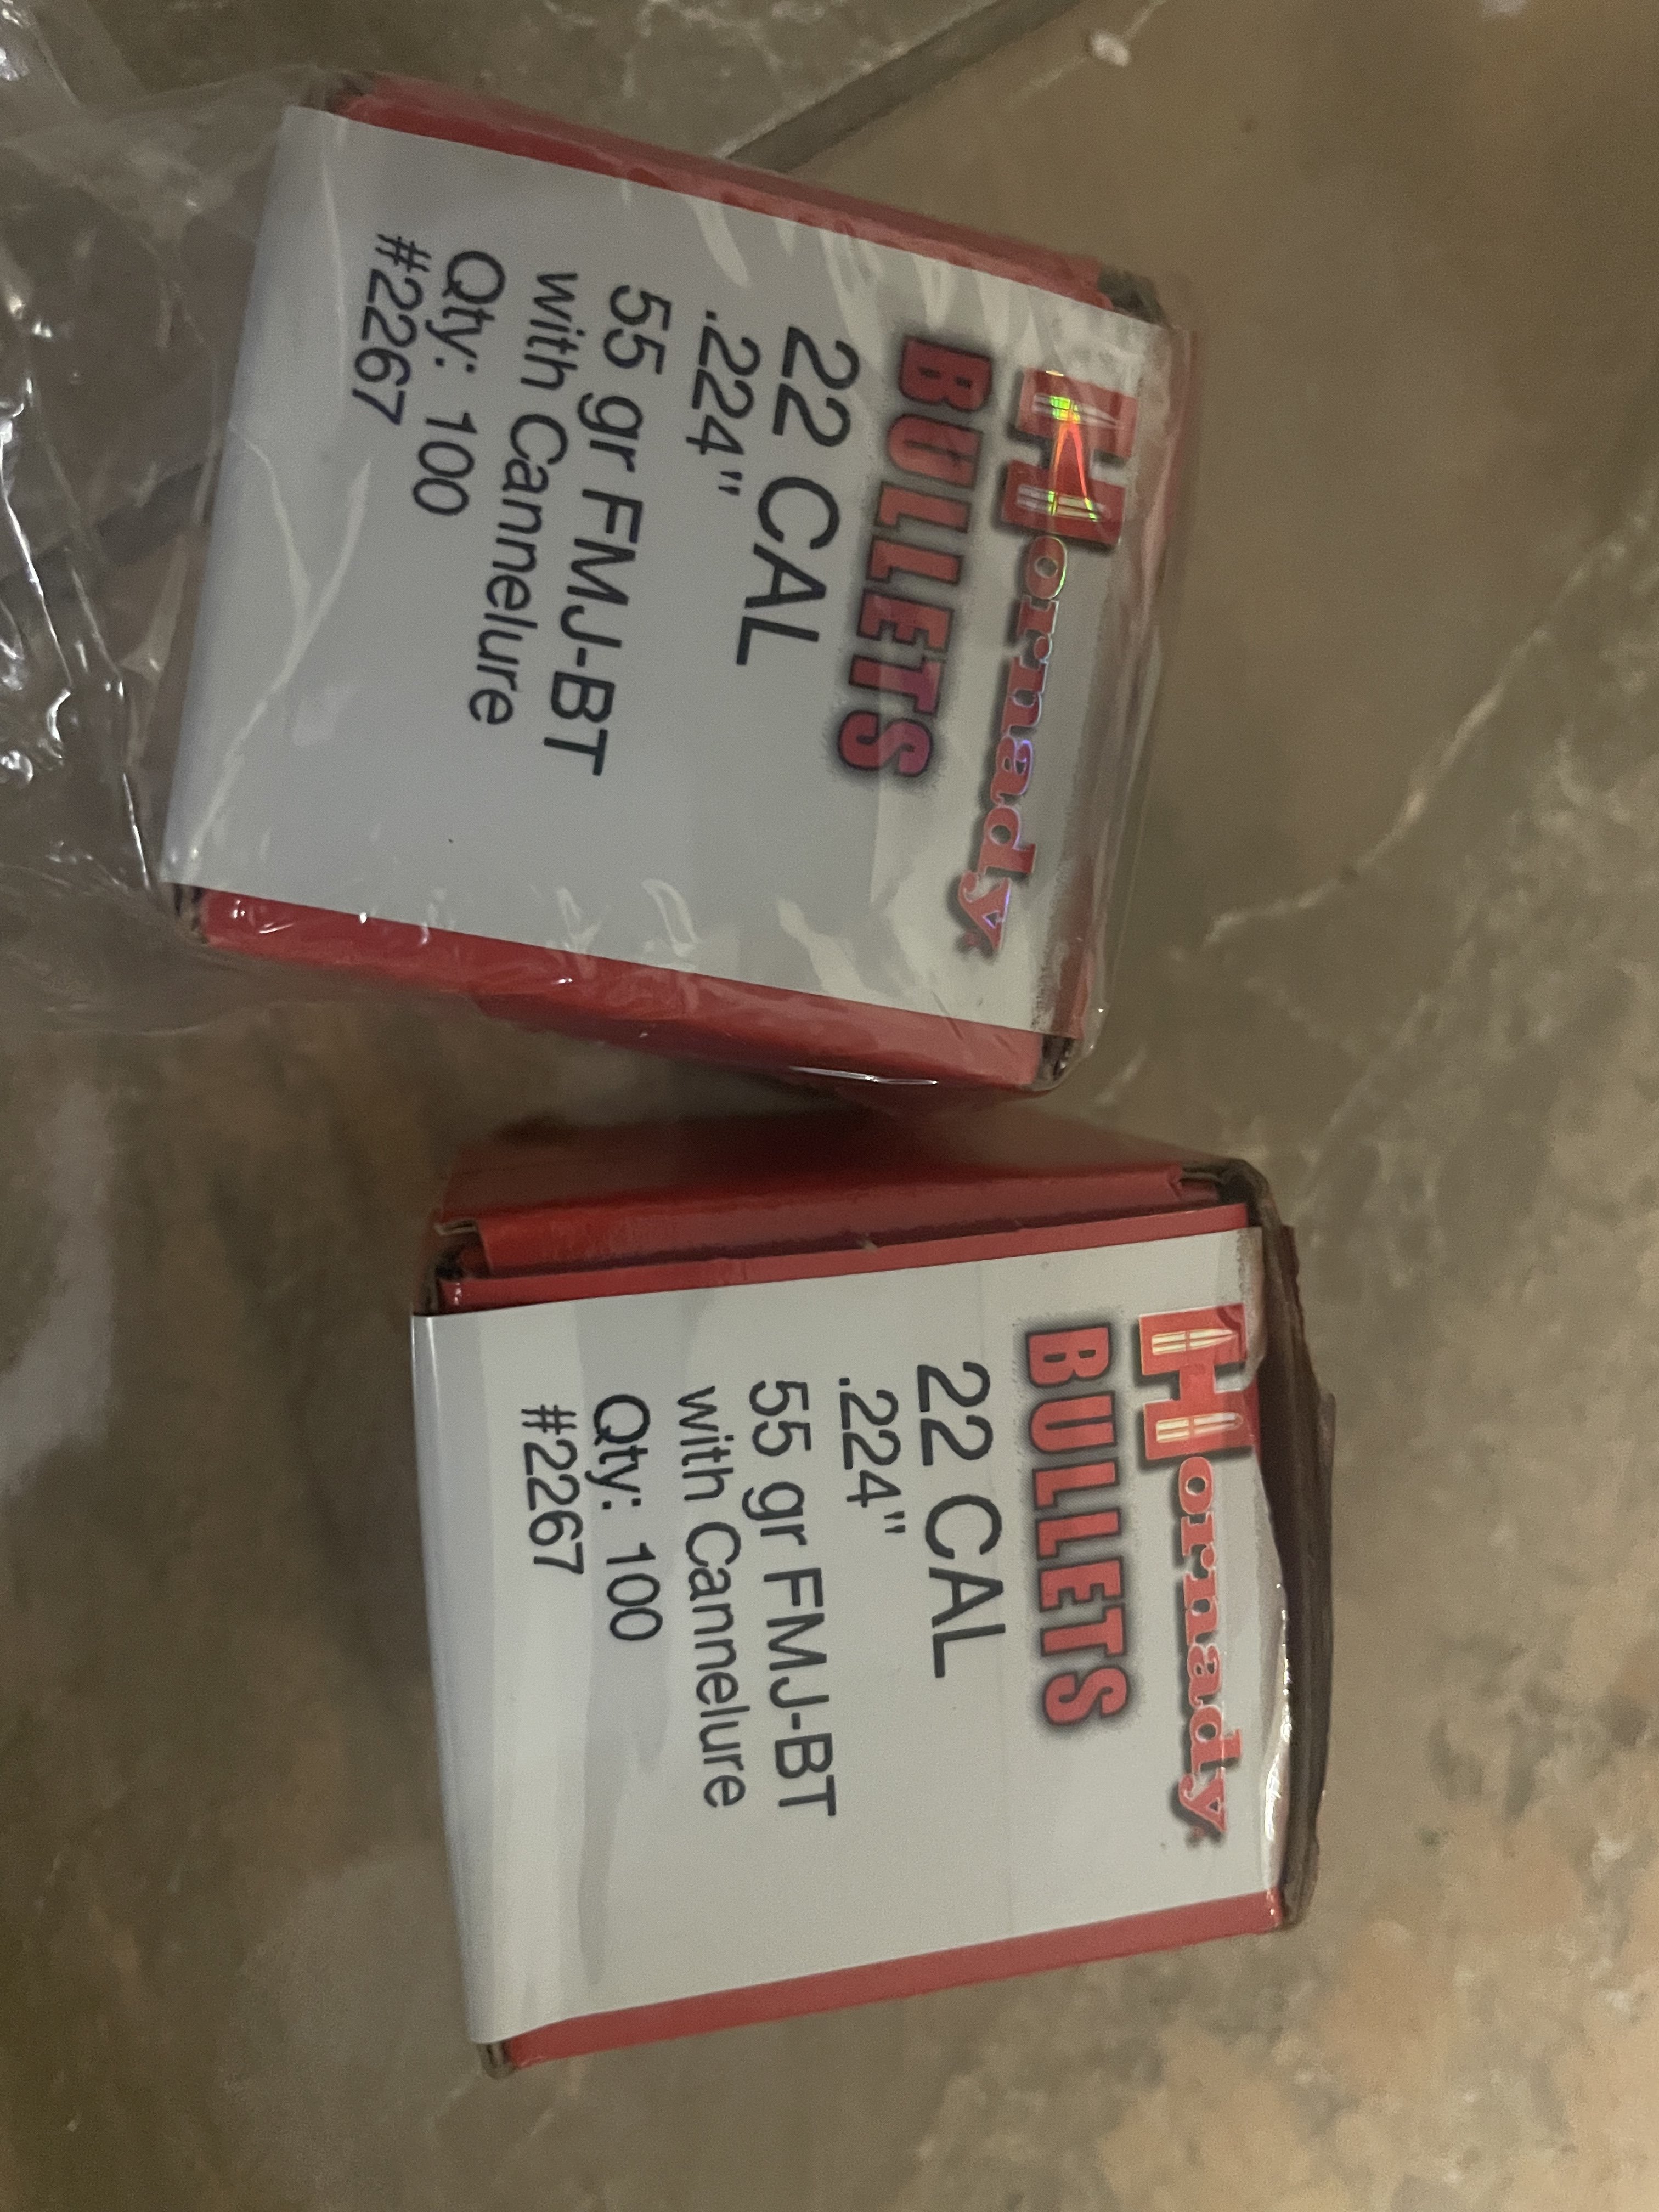 Hornady
BULLETS
22 CAL
.224"
55 gr FMJ-BT
with Cannelure
Qty: 100
#2267
Hornady
BULLETS
22 CAL
.224"
55 gr FMJ-BT
with Cannelure
Qty: 100
#2267